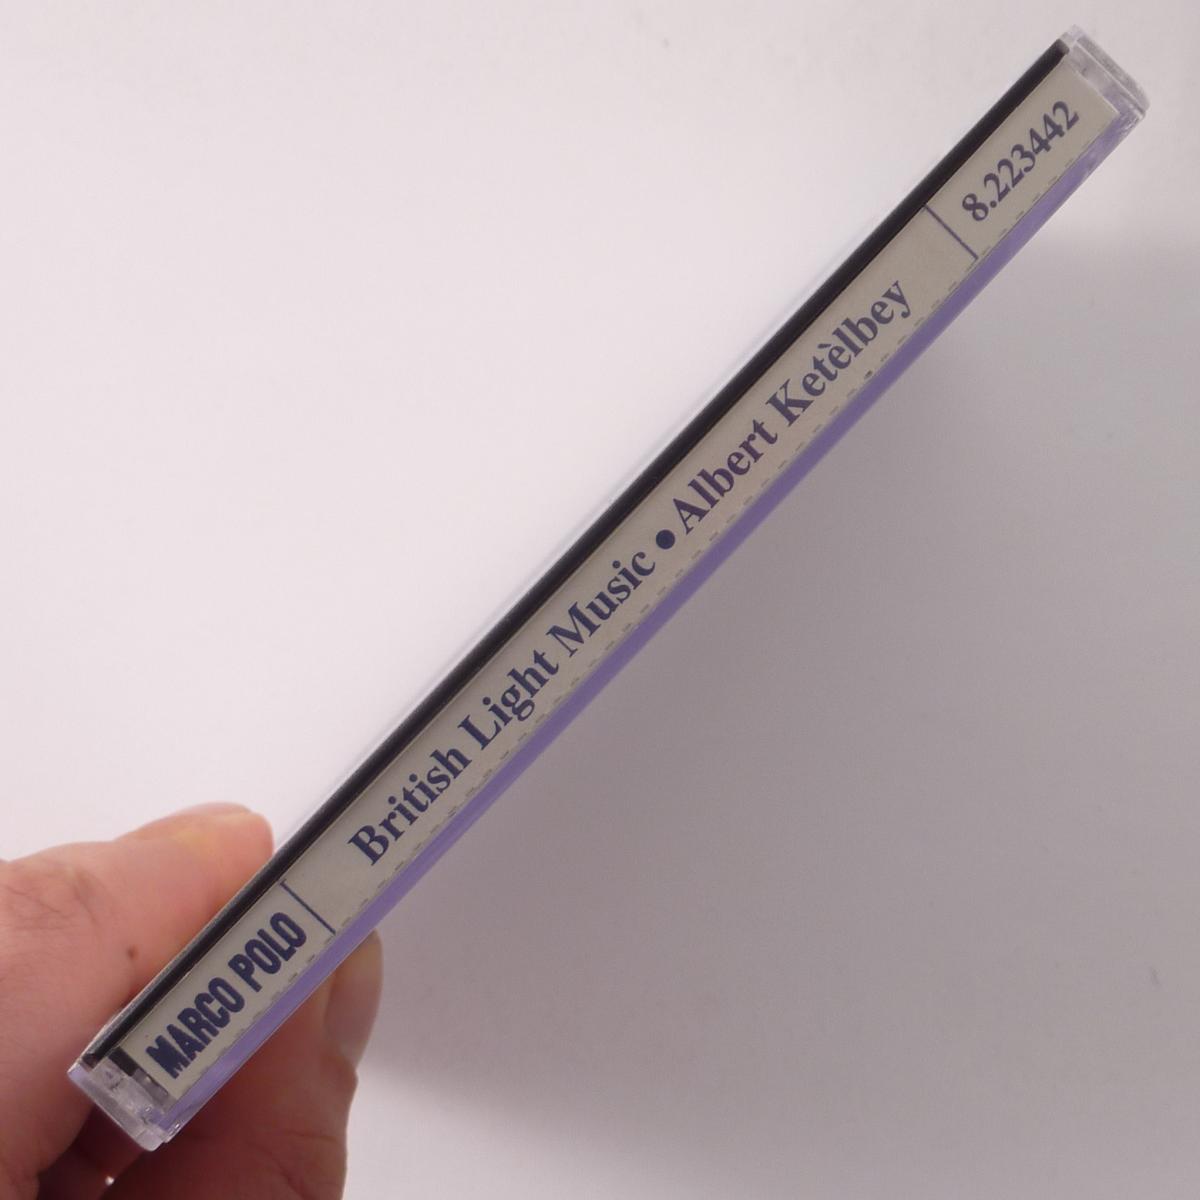 MARCO POLO
British Light Music • Albert Ketèlbey
8.223442